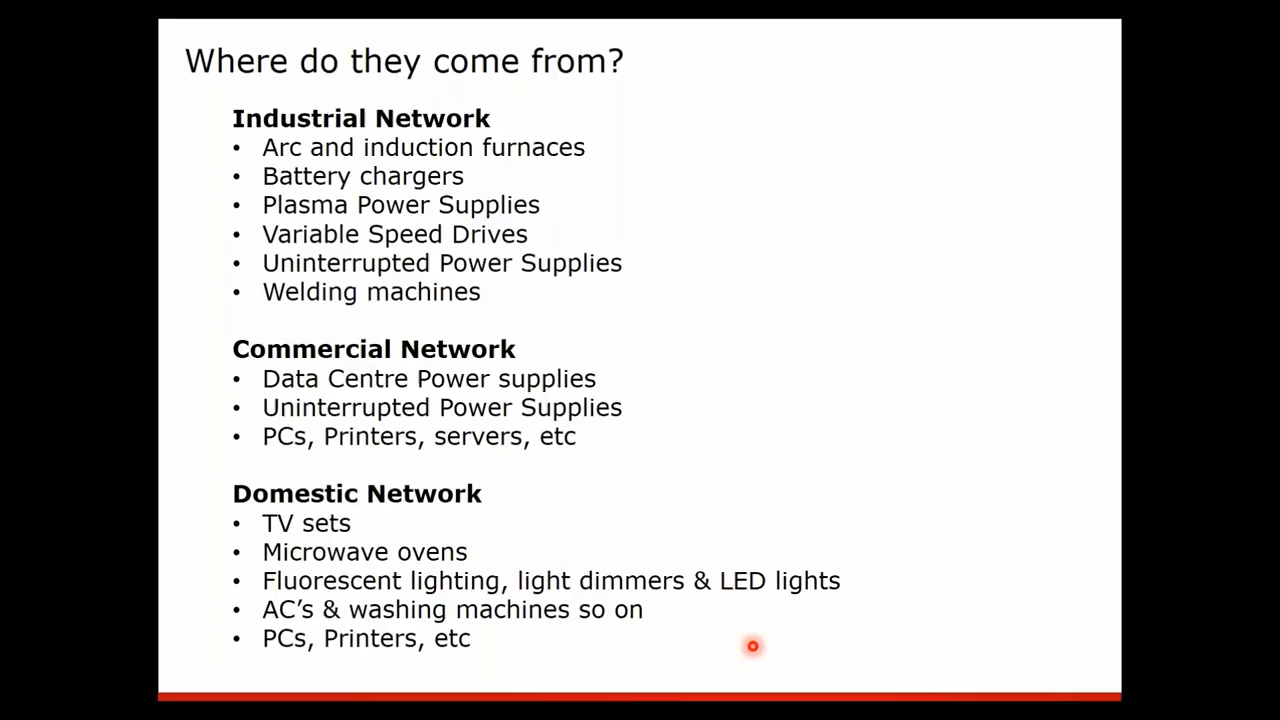 Where do they come from?
Industrial Network
• Arc and induction furnaces
• Battery chargers
• Plasma Power Supplies
• Variable Speed Drives
• Uninterrupted Power Supplies
• Welding machines
Commercial Network
• Data Centre Power supplies
• Uninterrupted Power Supplies
• PCs, Printers, servers, etc
Domestic Network
• TV sets
• Microwave ovens
• Fluorescent lighting, light dimmers & LED lights
• AC’s & washing machines so on
• PCs, Printers, etc